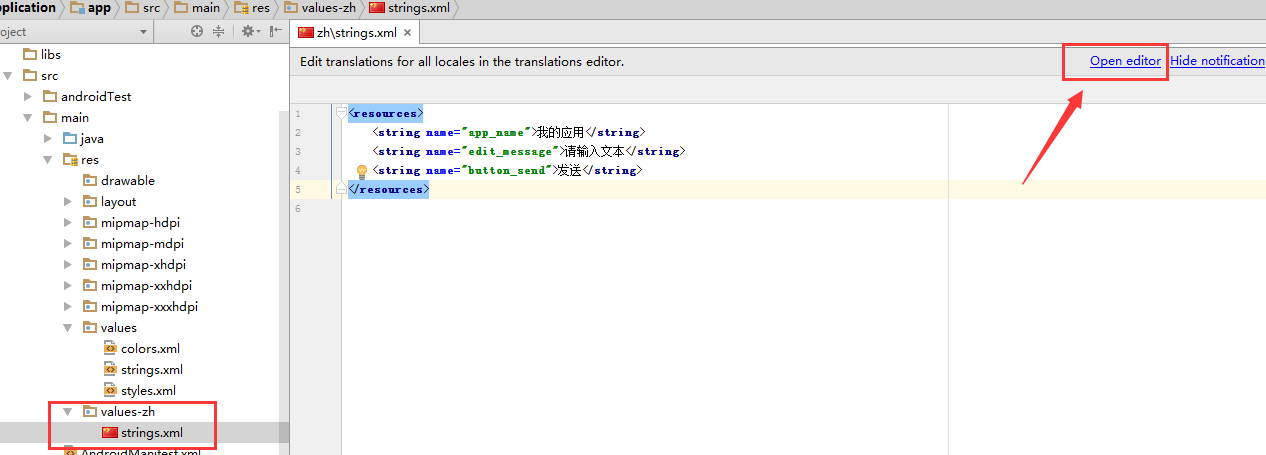 pplication app src main res values-zh strings.xml
oject
zh\strings.xml ×
Edit translations for all locales in the translations editor. Open editor Hide notification
libs
src
androidTest
main
java
res
drawable
layout
mipmap-hdpi
mipmap-mdpi
mipmap-xhdpi
mipmap-xxhdpi
mipmap-xxxhdpi
values
colors.xml
strings.xml
styles.xml
values-zh
strings.xml
AndroidManifest.xml
1 <resources>
2 <string name="app_name">我的应用</string>
3 <string name="edit_message">请输入文本</string>
4 <string name="button_send">发送</string>
5 </resources>
6